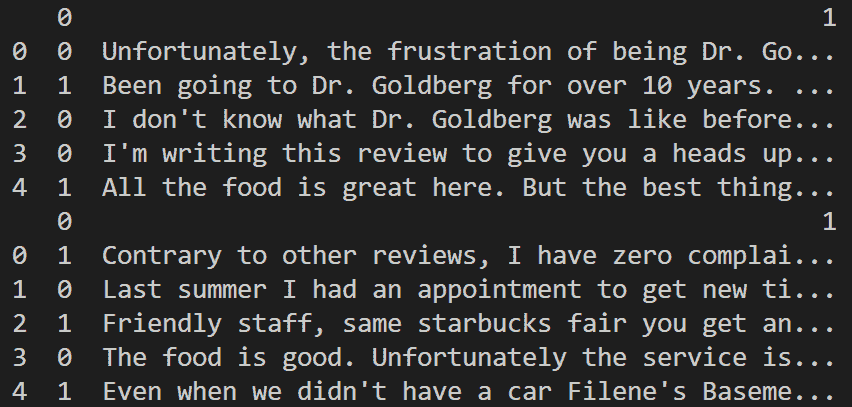 0 1
0 0 Unfortunately, the frustration of being Dr. Go...
1 1 Been going to Dr. Goldberg for over 10 years. ...
2 0 I don't know what Dr. Goldberg was like before...
3 0 I'm writing this review to give you a heads up...
4 1 All the food is great here. But the best thing...
0 1
0 1 Contrary to other reviews, I have zero complai...
1 0 Last summer I had an appointment to get new ti...
2 1 Friendly staff, same starbucks fair you get an...
3 0 The food is good. Unfortunately the service is...
4 1 Even when we didn't have a car Filene's Baseme...